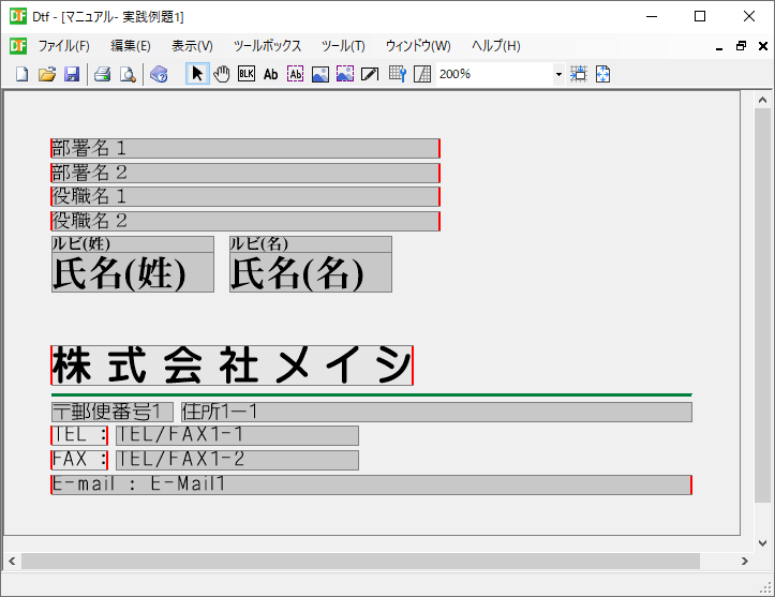 DTF Dtf - [マニュアル- 実践例題1]
DTF ファイル(F) 編集(E) 表示(V) ツールボックス ツール(T) ウィンドウ(W) ヘルプ(H)
BLK Ab Ab 200%
部署名1
部署名2
役職名1
役職名2
ルビ(姓) ルビ(名)
氏名(姓) 氏名(名)
株式会社メイシ
〒郵便番号1 住所1-1
TEL : TEL/FAX1-1
FAX : TEL/FAX1-2
E-mail : E-Mail1